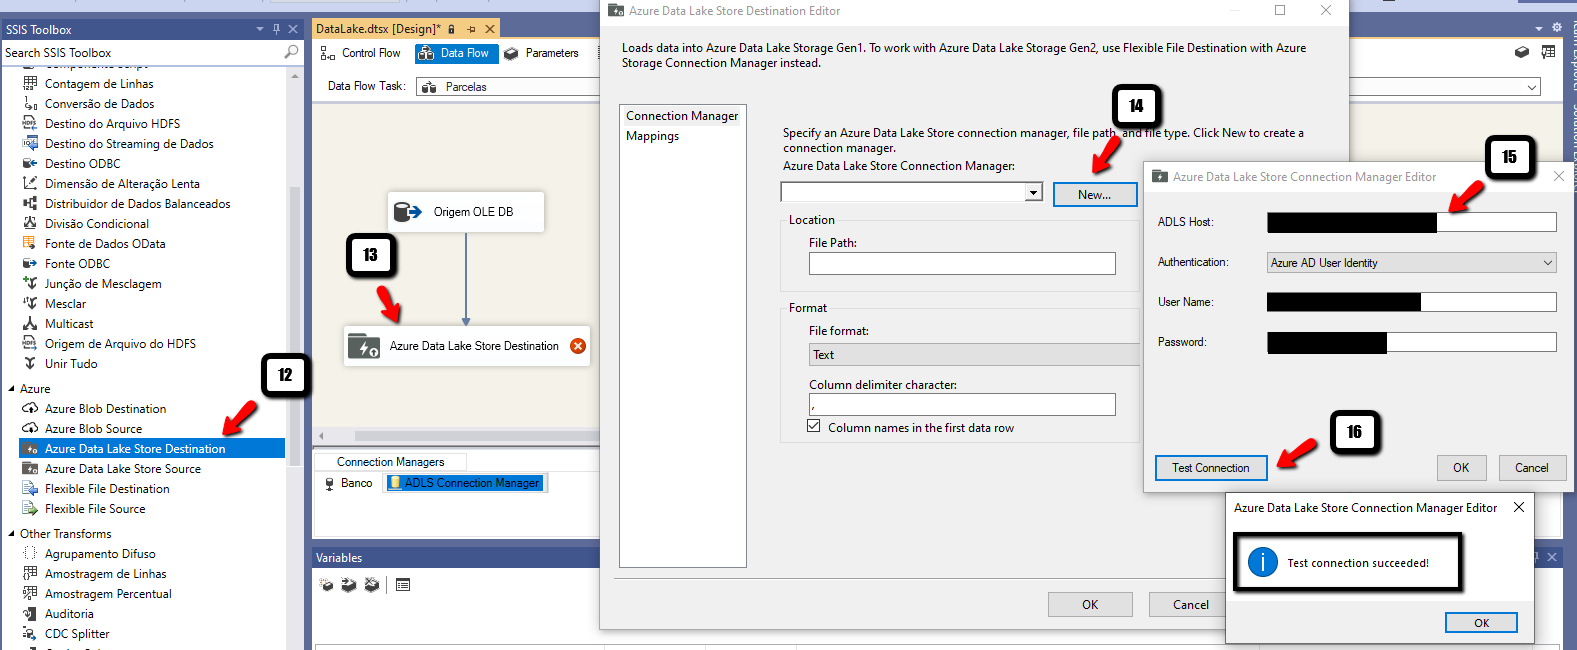 SSIS Toolbox
Search SSIS Toolbox
Contagem de Linhas
Conversão de Dados
Destino do Arquivo HDFS
Destino do Streaming de Dados
Destino ODBC
Dimensão de Alteração Lenta
Distribuidor de Dados Balanceados
Divisão Condicional
Fonte de Dados OData
Fonte ODBC
Junção de Mesclagem
Mesclar
Multicast
Origem de Arquivo do HDFS
Unir Tudo
12
Azure
Azure Blob Destination
Azure Blob Source
Azure Data Lake Store Destination
Azure Data Lake Store Source
Flexible File Destination
Flexible File Source
Other Transforms
Agrupamento Difuso
Amostragem de Linhas
Amostragem Percentual
Auditoria
CDC Splitter
DataLake.dtsx [Design]*
Control Flow
Data Flow
Parameters
Data Flow Task:
Parcelas
Origem OLE DB
13
Azure Data Lake Store Destination
Connection Managers
Banco
ADLS Connection Manager
Variables
Azure Data Lake Store Destination Editor
Loads data into Azure Data Lake Storage Gen1. To work with Azure Data Lake Storage Gen2, use Flexible File Destination with Azure
Storage Connection Manager instead.
Connection Manager
Mappings
14
Specify an Azure Data Lake Store connection manager, file path, and file type. Click New to create a
connection manager.
Azure Data Lake Store Connection Manager:
New...
Location
File Path:
Format
File format:
Text
Column delimiter character:
,
Column names in the first data row
OK
Cancel
15
Azure Data Lake Store Connection Manager Editor
ADLS Host:
Authentication:
Azure AD User Identity
User Name:
Password:
16
Test Connection
OK
Cancel
Azure Data Lake Store Connection Manager Editor
Test connection succeeded!
OK